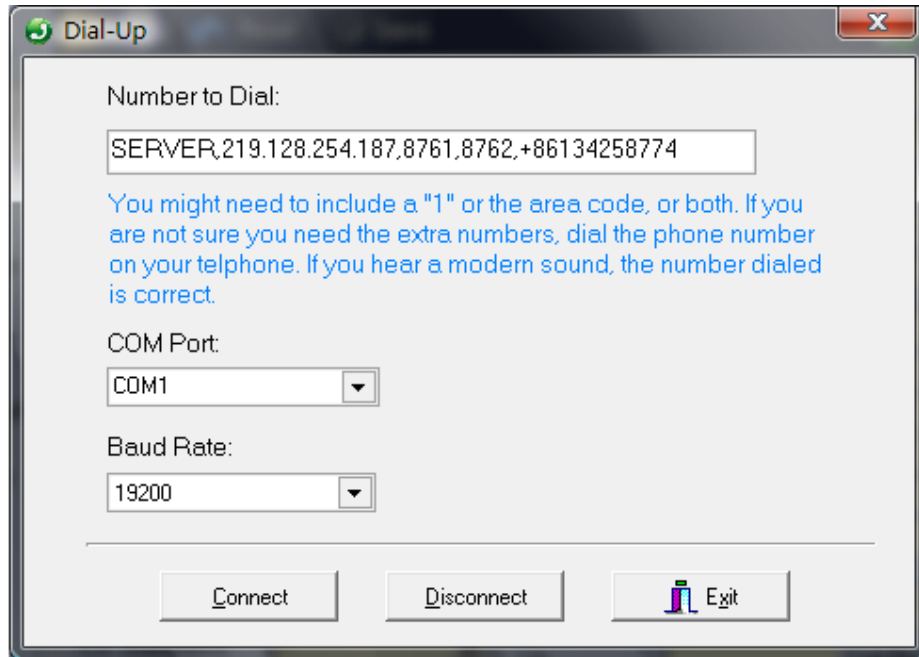 Dial-Up
Number to Dial:
SERVER,219.128.254.187,8761,8762,+86134258774
You might need to include a "1" or the area code, or both. If you
are not sure you need the extra numbers, dial the phone number
on your telphone. If you hear a modern sound, the number dialed
is correct.
COM Port:
COM1
Baud Rate:
19200
Connect
Disconnect
Exit